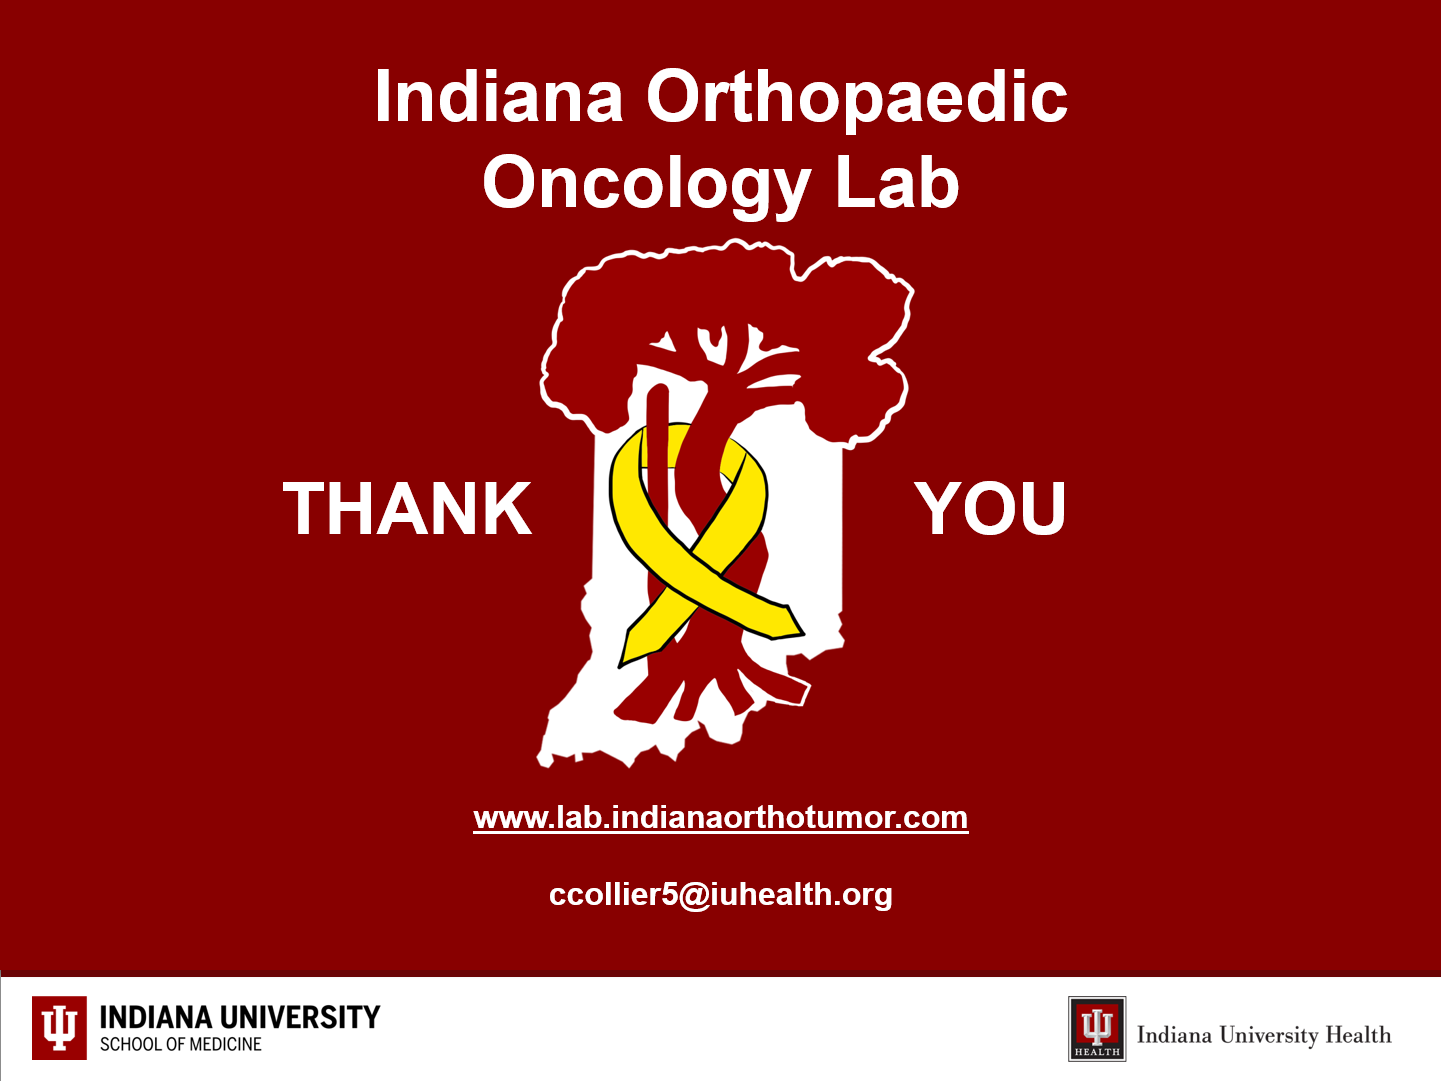 Indiana Orthopaedic
Oncology Lab
THANK YOU
www.lab.indianaorthotumor.com
ccollier5@iuhealth.org
INDIANA UNIVERSITY
SCHOOL OF MEDICINE
HEALTH
Indiana University Health